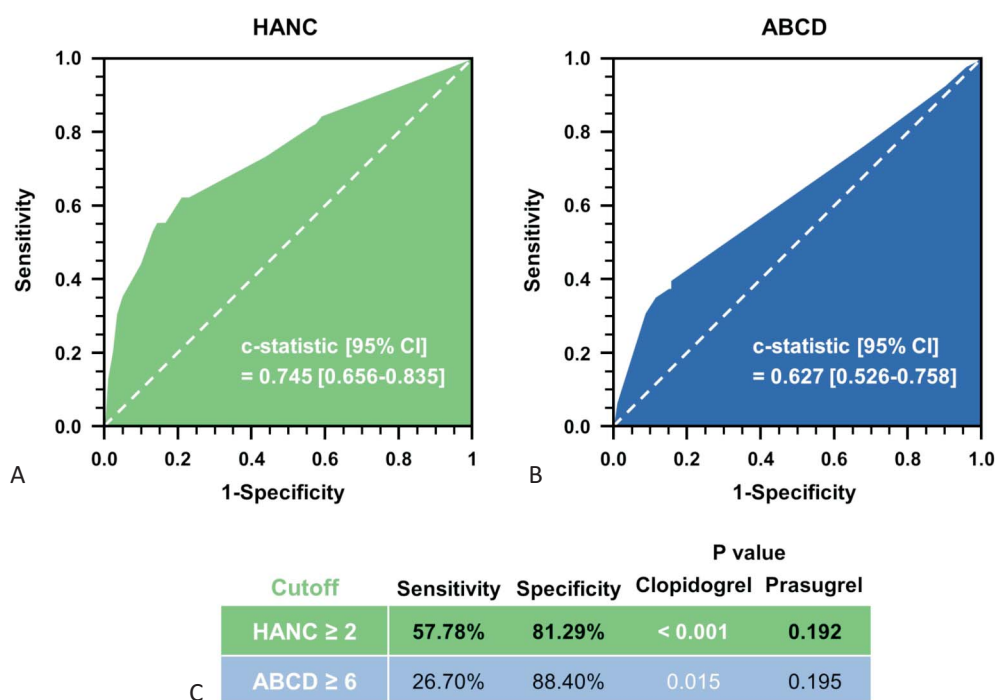 HANC
1.0
0.8
0.6
0.4
0.2
0.0
Sensitivity
c-statistic [95% CI]
= 0.745 [0.656-0.835]
0.0 0.2 0.4 0.6 0.8 1
1-Specificity
A
ABCD
1.0
0.8
0.6
0.4
0.2
0.0
Sensitivity
c-statistic [95% CI]
= 0.627 [0.526-0.758]
0.0 0.2 0.4 0.6 0.8 1.0
1-Specificity
B
P value
Cutoff Sensitivity Specificity Clopidogrel Prasugrel
HANC ≥ 2 57.78% 81.29% < 0.001 0.192
ABCD ≥ 6 26.70% 88.40% 0.015 0.195
C